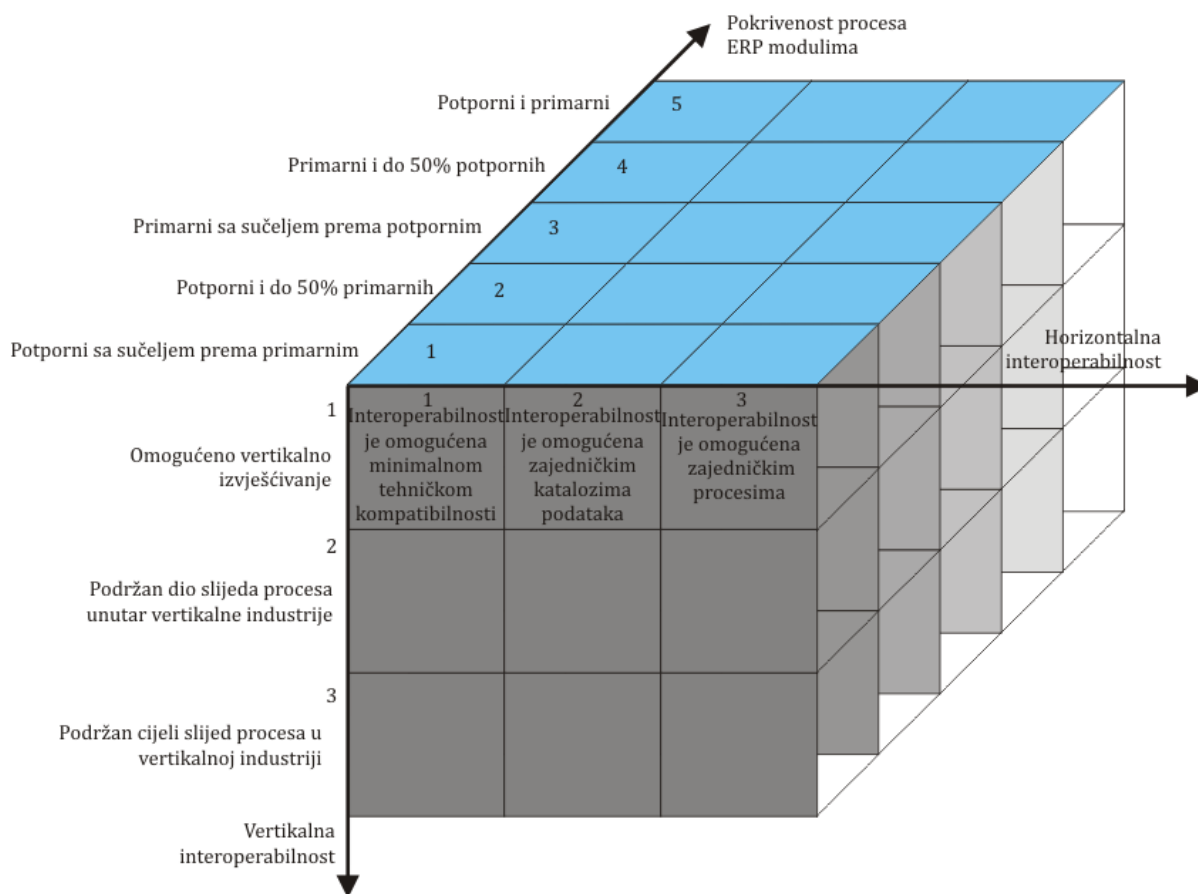 Pokrivenost procesa
ERP modulima
Potporni i primarni
5
Primarni i do 50% potpornih
4
Primarni sa sučeljem prema potpornim
3
Potporni i do 50% primarnih
2
Potporni sa sučeljem prema primarnim
1
Horizontalna
interoperabilnost
1
Omogućeno vertikalno
izvješćivanje
1
Interoperabilnost
je omogućena
minimalnom
tehničkom
kompatibilnosti
2
Interoperabilnost
je omogućena
zajedničkim
katalozima
podataka
3
Interoperabilnost
je omogućena
zajedničkim
procesima
2
Podržan dio slijeda procesa
unutar vertikalne industrije
3
Podržan cijeli slijed procesa u
vertikalnoj industriji
Vertikalna
interoperabilnost